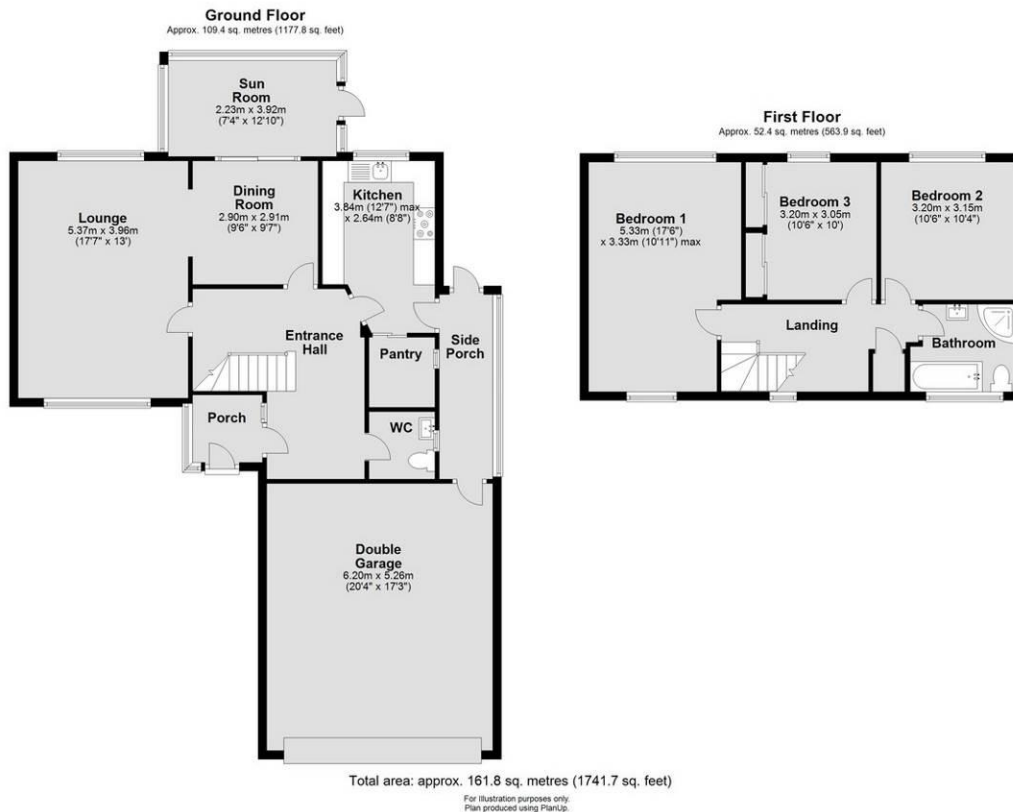 Ground Floor
Approx. 109.4 sq. metres (1177.8 sq. feet)
Sun
Room
2.23m x 3.92m
(7'4" x 12'10")
Lounge
5.37m x 3.96m
(17'7" x 13')
Dining
Room
2.90m x 2.91m
(9'6" x 9'7")
Kitchen
3.84m (12'7") max
x 2.64m (8'8")
Entrance
Hall
Side
Porch
Pantry
Porch
WC
Double
Garage
6.20m x 5.26m
(20'4" x 17'3")
First Floor
Approx. 52.4 sq. metres (563.9 sq. feet)
Bedroom 1
5.33m (17'6")
x 3.33m (10'11") max
Bedroom 3
3.20m x 3.05m
(10'6" x 10')
Bedroom 2
3.20m x 3.15m
(10'6" x 10'4")
Landing
Bathroom
Total area: approx. 161.8 sq. metres (1741.7 sq. feet)
For illustration purposes only.
Plan produced using PlanUp.